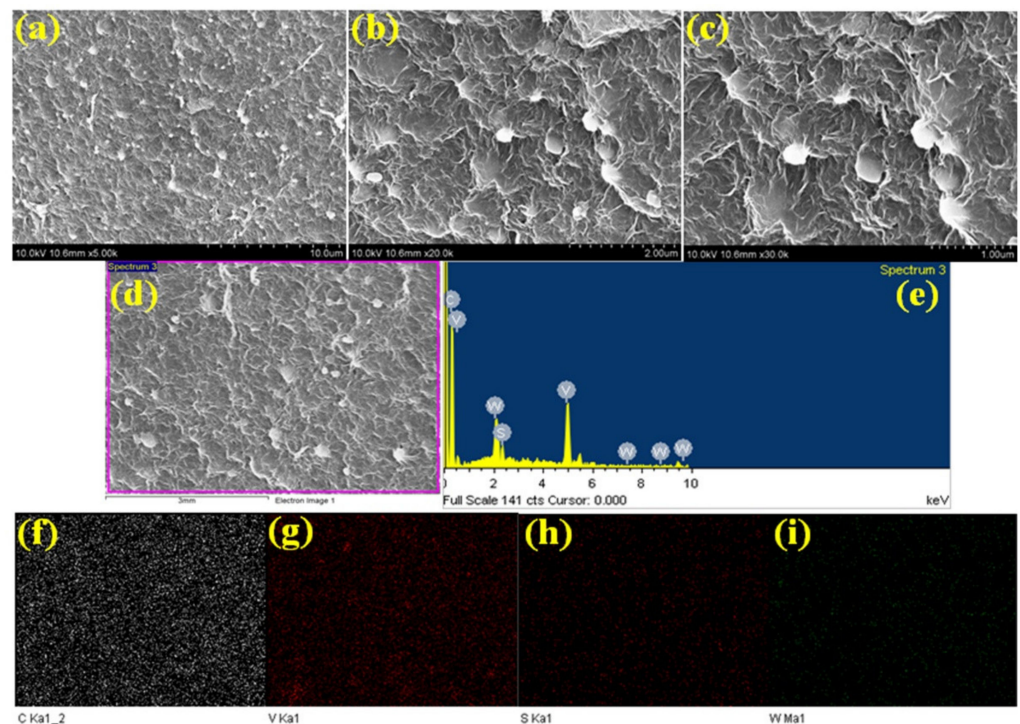 (a)
(b)
(c)
10.0kV 10.6mm x5.00k 10.0um
10.0kV 10.6mm x20.0k 2.00um
10.0kV 10.6mm x30.0k 1.00um
Spectrum 3
(d)
3mm Electron Image 1
Spectrum 3
(e)
C
V
W
S
V
W
W
W
2 4 6 8 10
Full Scale 141 cts Cursor: 0.000 keV
(f)
(g)
(h)
(i)
C Ka1_2
V Ka1
S Ka1
W Ma1